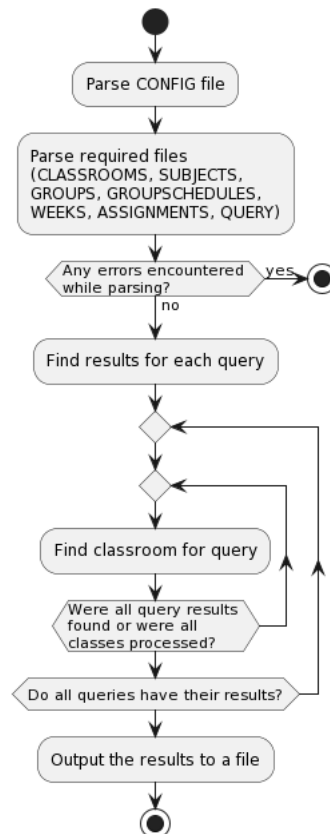 Parse CONFIG file
Parse required files
(CLASSROOMS, SUBJECTS,
GROUPS, GROUPSCHEDULES,
WEEKS, ASSIGNMENTS, QUERY)
Any errors encountered
while parsing?
yes
no
Find results for each query
Find classroom for query
Were all query results
found or were all
classes processed?
Do all queries have their results?
Output the results to a file